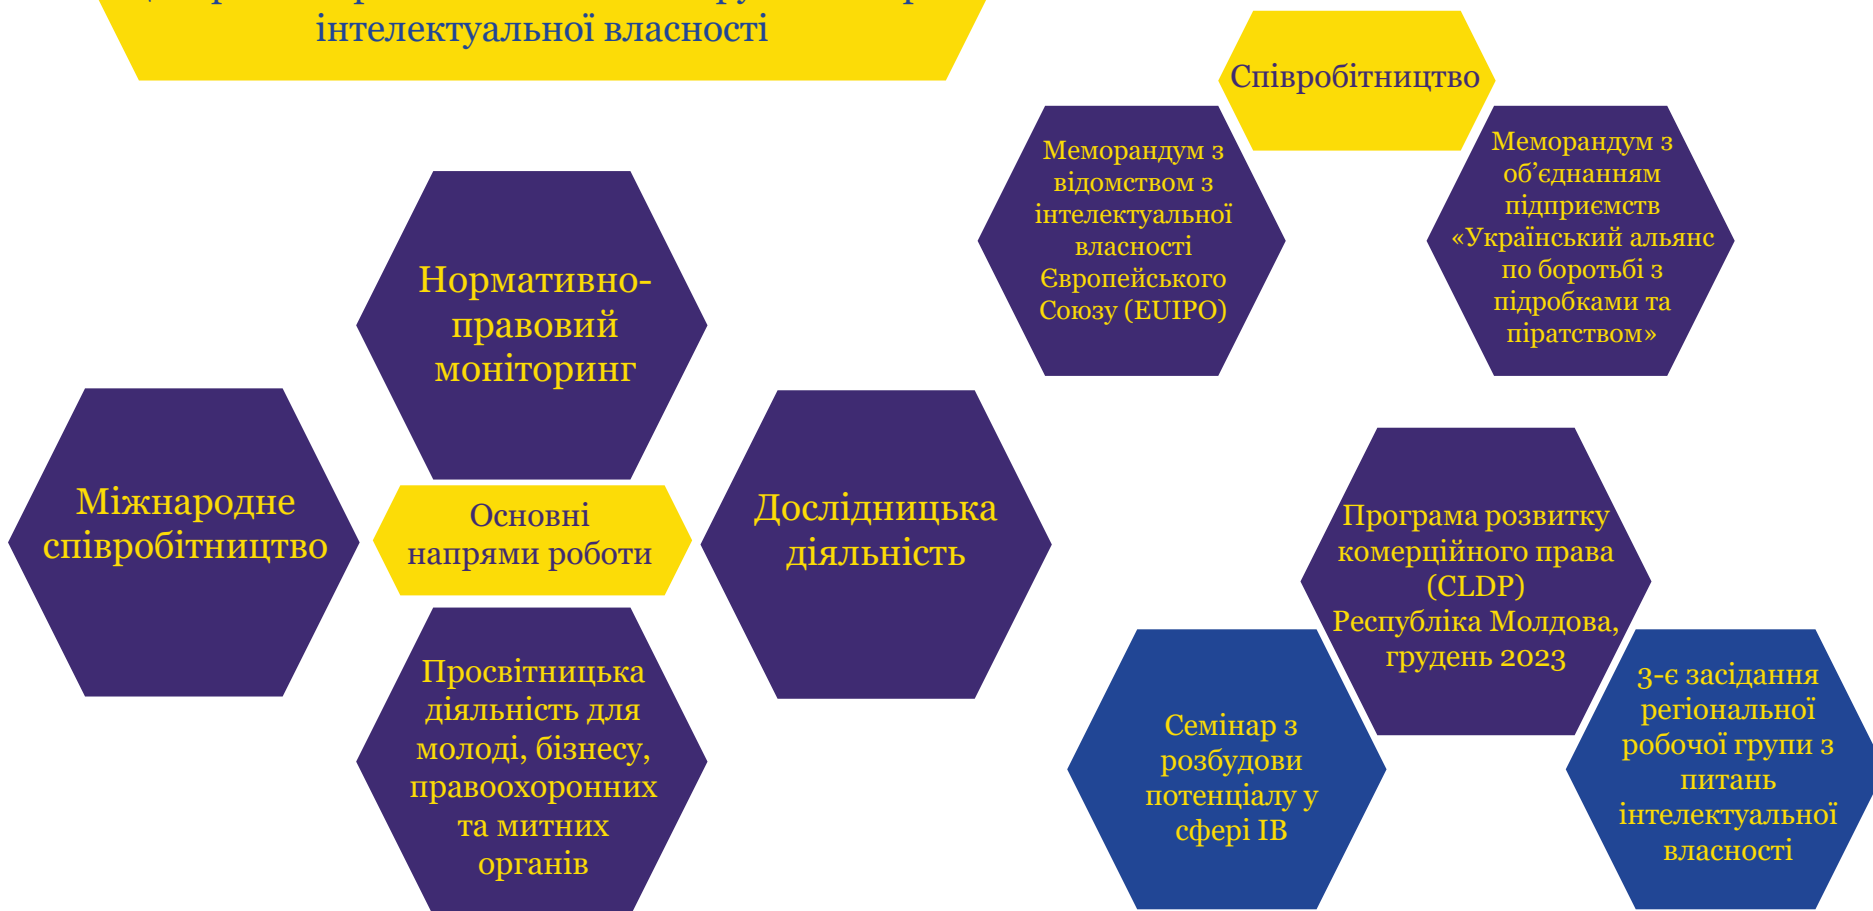 інтелектуальної власності
Співробітництво
Меморандум з
відомством з
інтелектуальної
власності
Європейського
Союзу (EUIPO)
Меморандум з
об’єднанням
підприємств
«Український альянс
по боротьбі з
підробками та
піратством»
Нормативно-
правовий
моніторинг
Міжнародне
співробітництво
Основні
напрями роботи
Дослідницька
діяльність
Просвітницька
діяльність для
молоді, бізнесу,
правоохоронних
та митних
органів
Програма розвитку
комерційного права
(CLDP)
Республіка Молдова,
грудень 2023
Семінар з
розбудови
потенціалу у
сфері ІВ
3-є засідання
регіональної
робочої групи з
питань
інтелектуальної
власності